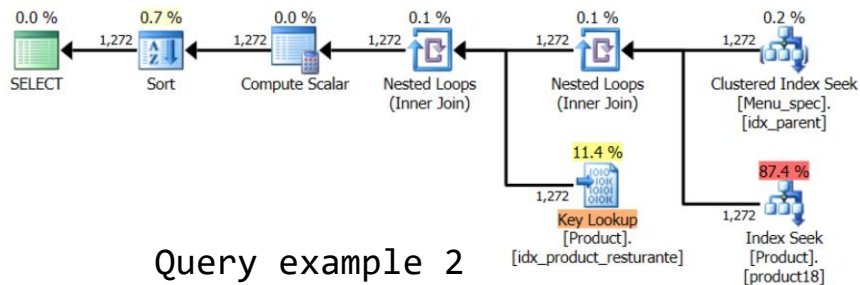 0.0 %
0.7 %
0.0 %
0.1 %
0.1 %
0.2 %
1,272
1,272
1,272
1,272
1,272
SELECT
Sort
Compute Scalar
Nested Loops
(Inner Join)
Nested Loops
(Inner Join)
Clustered Index Seek
[Menu_spec].
[idx_parent]
11.4 %
1,272
Key Lookup
[Product].
[idx_product_resturante]
87.4 %
1,272
Index Seek
[Product].
[product18]
Query example 2